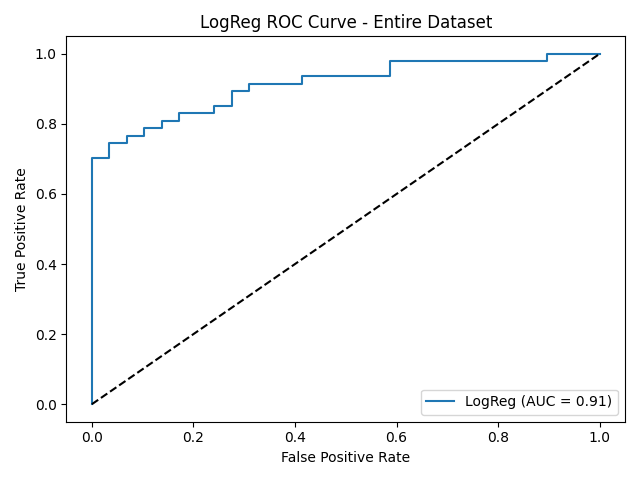 LogReg ROC Curve - Entire Dataset
1.0
0.8
0.6
0.4
0.2
0.0
True Positive Rate
LogReg (AUC = 0.91)
0.0 0.2 0.4 0.6 0.8 1.0
False Positive Rate